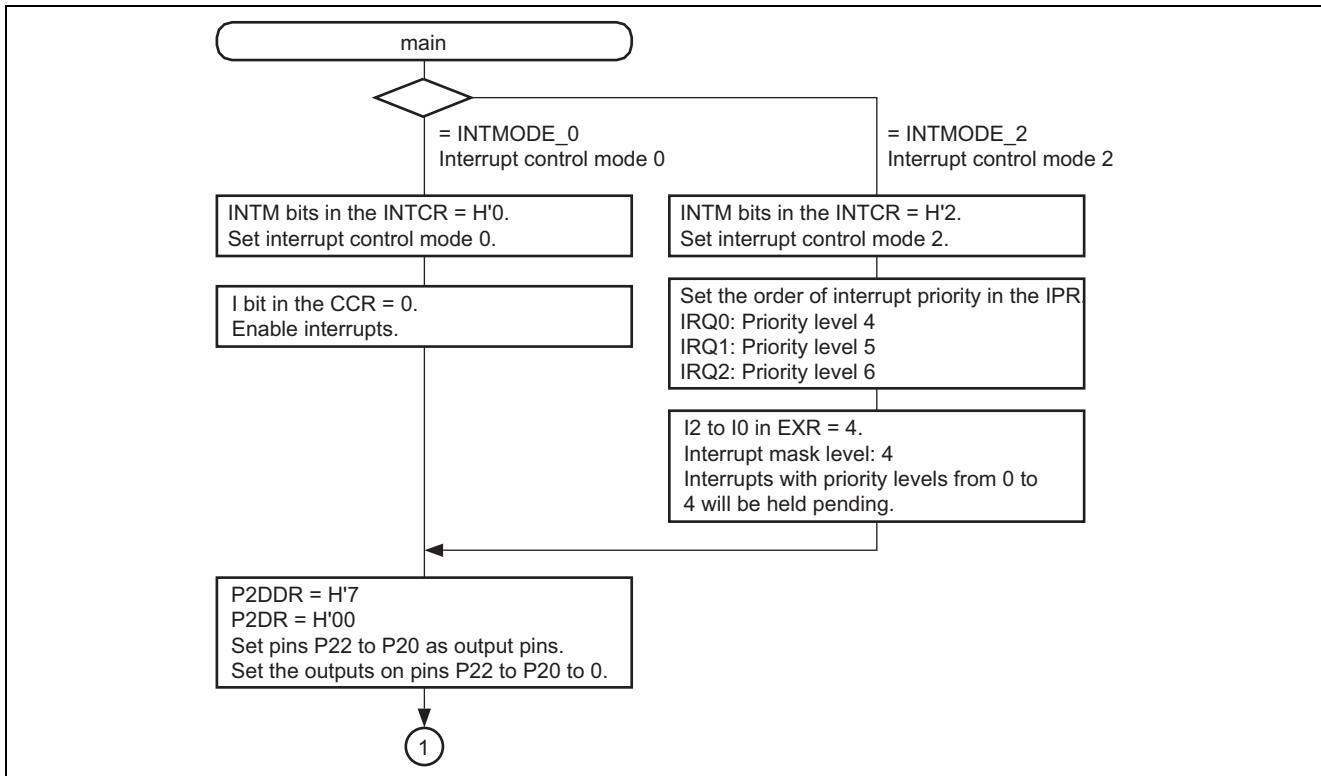 main
= INTMODE_0
Interrupt control mode 0
= INTMODE_2
Interrupt control mode 2
INTM bits in the INTCR = H'0.
Set interrupt control mode 0.
INTM bits in the INTCR = H'2.
Set interrupt control mode 2.
I bit in the CCR = 0.
Enable interrupts.
Set the order of interrupt priority in the IPR.
IRQ0: Priority level 4
IRQ1: Priority level 5
IRQ2: Priority level 6
I2 to I0 in EXR = 4.
Interrupt mask level: 4
Interrupts with priority levels from 0 to
4 will be held pending.
P2DDR = H'7
P2DR = H'00
Set pins P22 to P20 as output pins.
Set the outputs on pins P22 to P20 to 0.
1